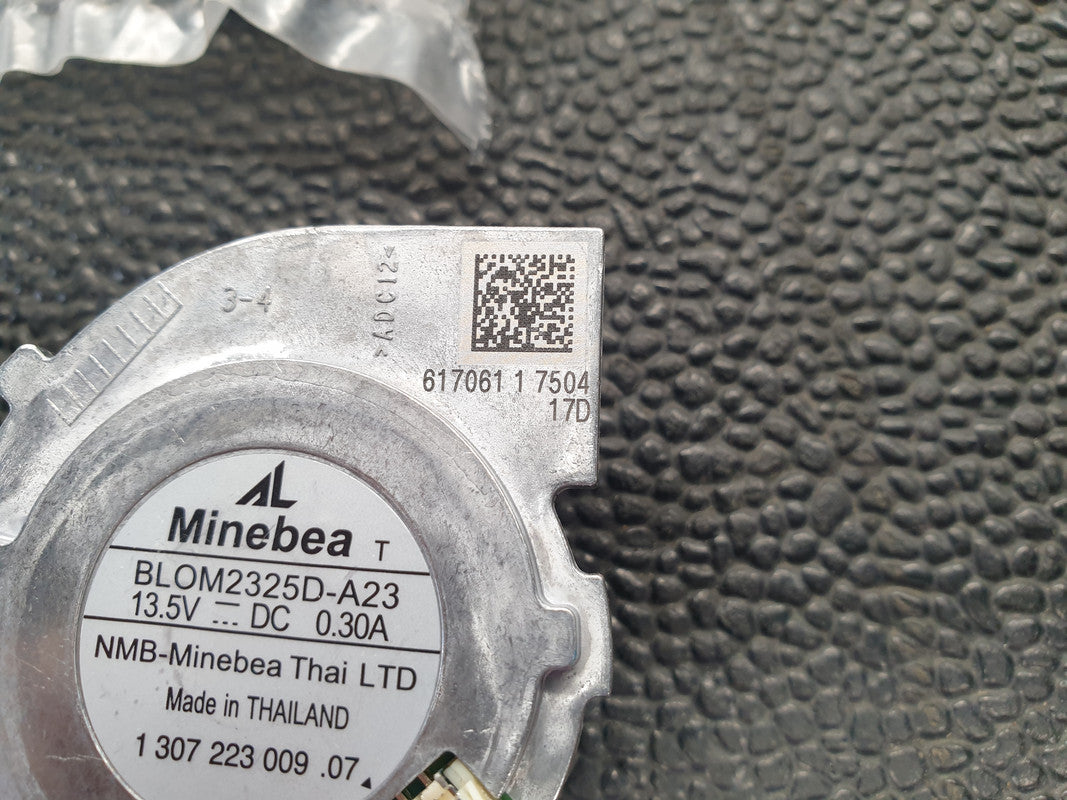 3-4
>ADC12<
617061 1 7504
17D
Minebea T
BLOM2325D-A23
13.5V ⎓ DC 0.30A
NMB-Minebea Thai LTD
Made in THAILAND
1 307 223 009 .07▲